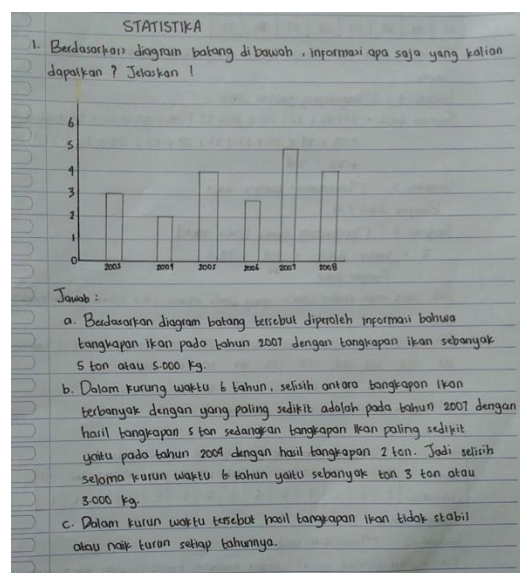 STATISTIKA
1. Berdasarkan diagram batang di bawah, informasi apa saja yang kalian
dapatkan ? Jelaskan !
6
5
4
3
2
1
0
2003 2004 2005 2006 2007 2008
Jawab :
a. Berdasarkan diagram batang tersebut diperoleh informasi bahwa
tangkapan ikan pada tahun 2007 dengan tangkapan ikan sebanyak
5 ton atau 5.000 kg.
b. Dalam kurung waktu 6 tahun, selisih antara tangkapan ikan
terbanyak dengan yang paling sedikit adalah pada tahun 2007 dengan
hasil tangkapan 5 ton sedangkan tangkapan ikan paling sedikit
yaitu pada tahun 2004 dengan hasil tangkapan 2 ton. Jadi selisih
selama kurun waktu 6 tahun yaitu sebanyak ton 3 ton atau
3.000 kg.
c. Dalam kurun waktu tersebut hasil tangkapan ikan tidak stabil
atau naik turun setiap tahunnya.